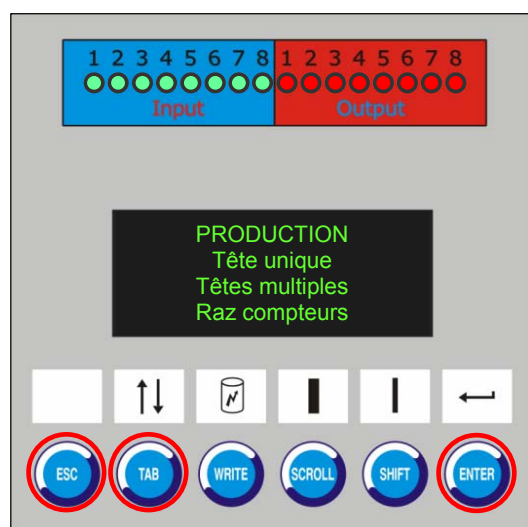 1 2 3 4 5 6 7 8 1 2 3 4 5 6 7 8
Input Output
PRODUCTION
Tête unique
Têtes multiples
Raz compteurs
ESC TAB WRITE SCROLL SHIFT ENTER